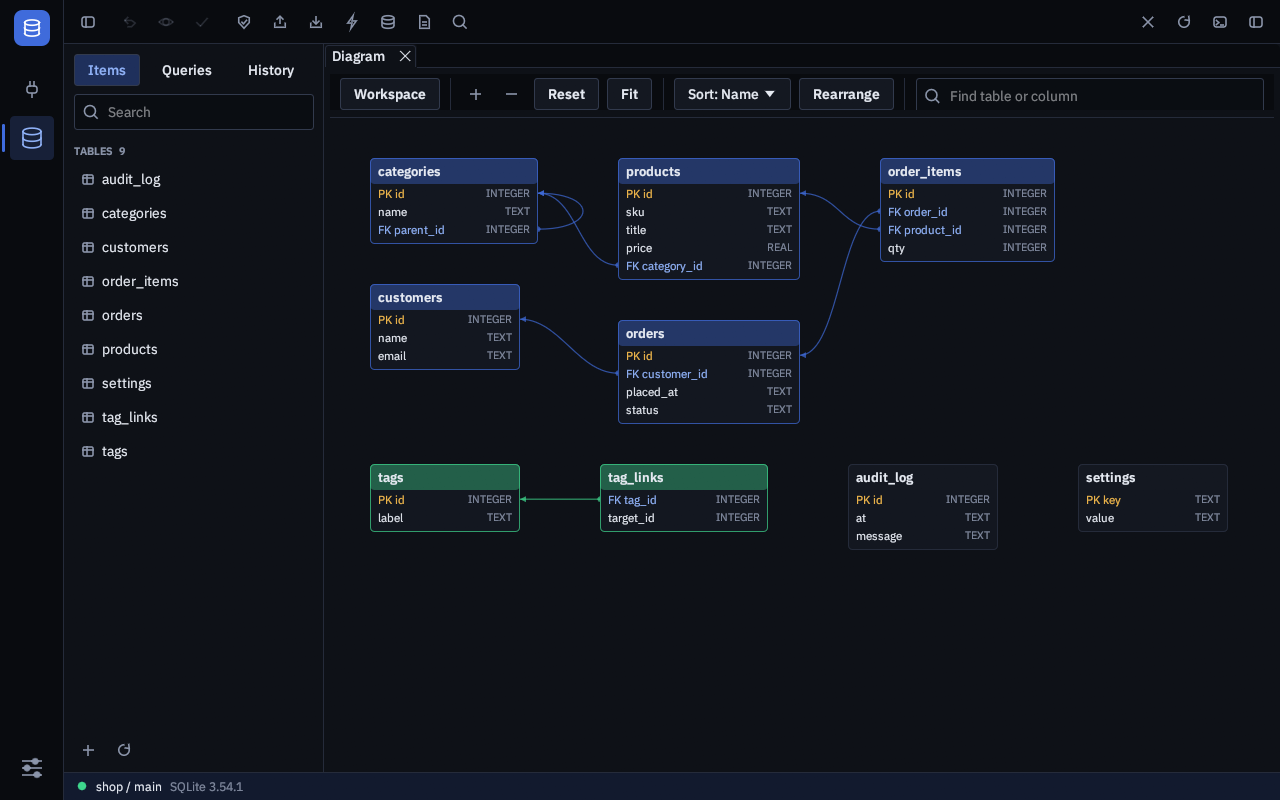 Items Queries History
Search
TABLES 9
audit_log
categories
customers
order_items
orders
products
settings
tag_links
tags
Diagram
Workspace Reset Fit Sort: Name Rearrange Find table or column
categories
PK id INTEGER
name TEXT
FK parent_id INTEGER
products
PK id INTEGER
sku TEXT
title TEXT
price REAL
FK category_id INTEGER
order_items
PK id INTEGER
FK order_id INTEGER
FK product_id INTEGER
qty INTEGER
customers
PK id INTEGER
name TEXT
email TEXT
orders
PK id INTEGER
FK customer_id INTEGER
placed_at TEXT
status TEXT
tags
PK id INTEGER
label TEXT
tag_links
FK tag_id INTEGER
target_id INTEGER
audit_log
PK id INTEGER
at TEXT
message TEXT
settings
PK key TEXT
value TEXT
shop / main SQLite 3.54.1